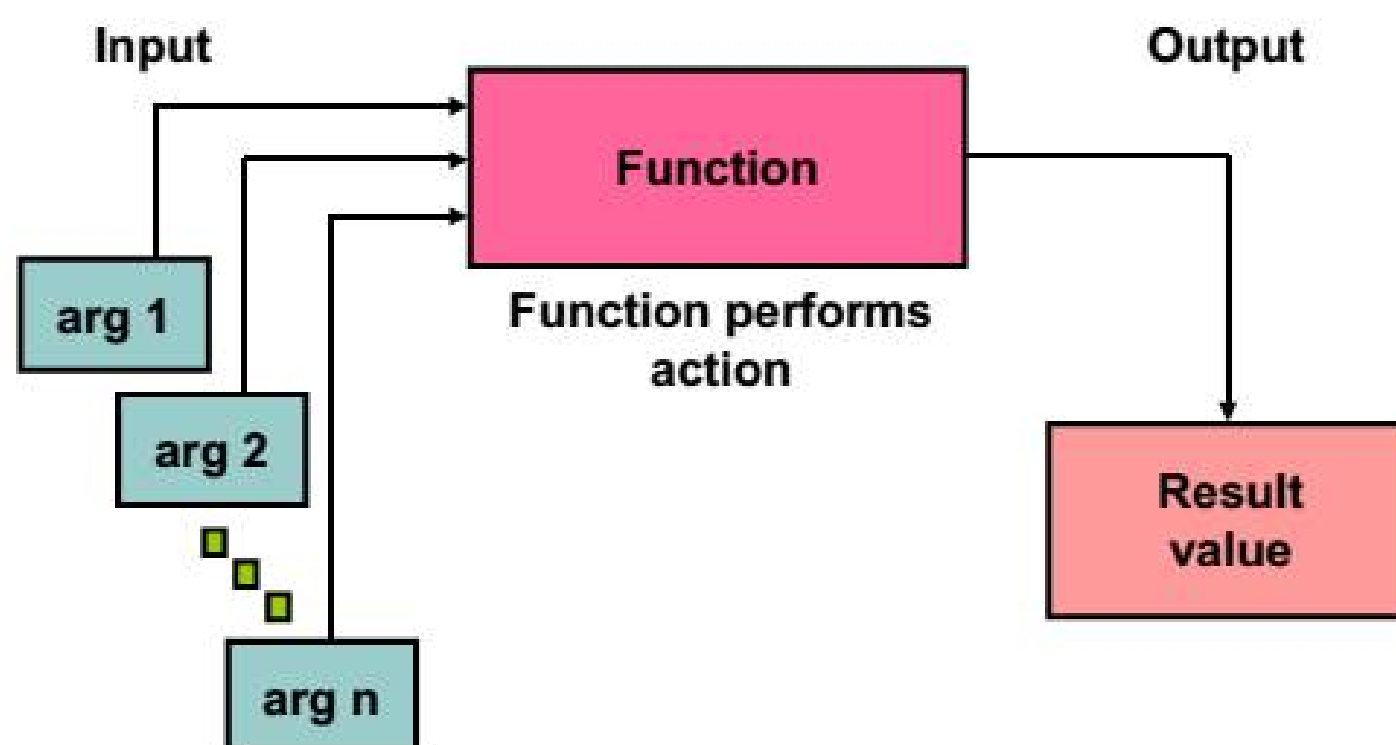 Input
Output
Function
Function performs
action
arg 1
arg 2
arg n
Result
value